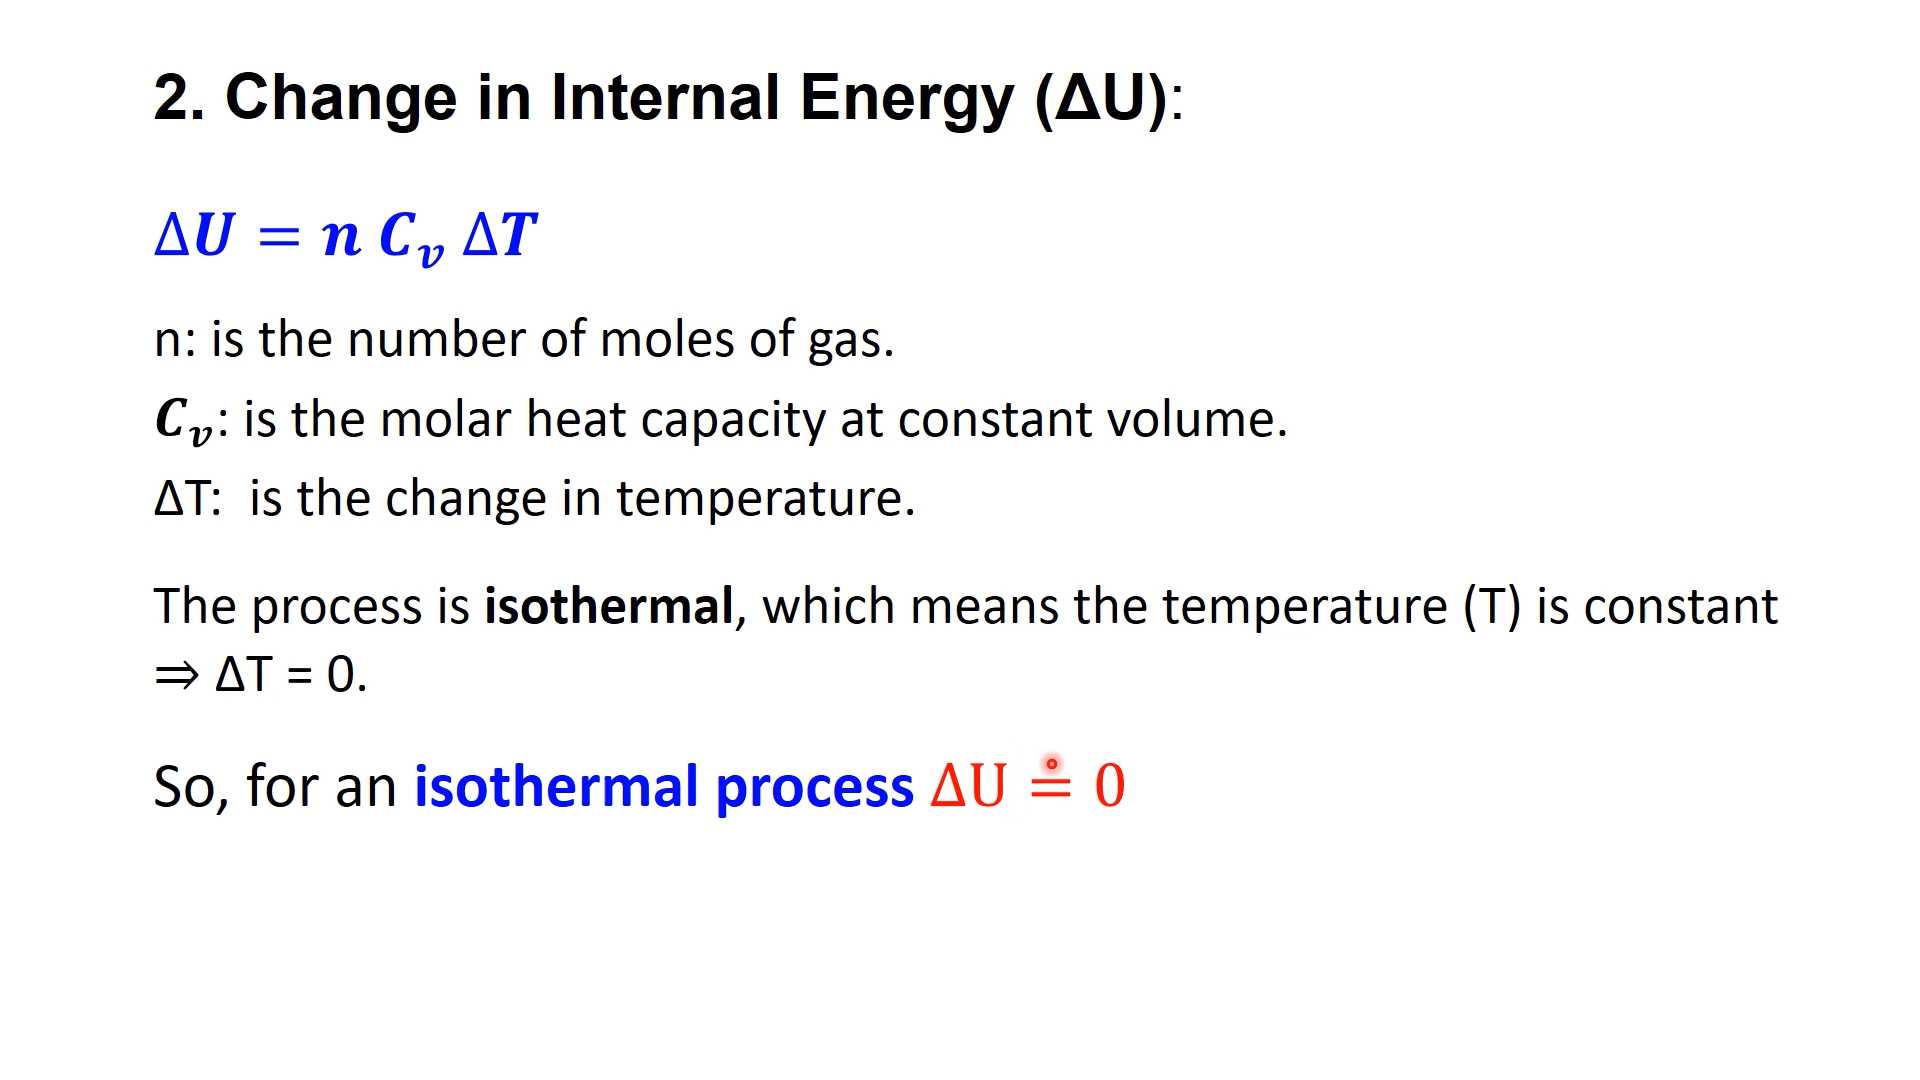 2. Change in Internal Energy (ΔU):
Δ𝑼 = 𝒏 𝑪ᵥ Δ𝑻
n: is the number of moles of gas.
𝑪ᵥ: is the molar heat capacity at constant volume.
ΔT: is the change in temperature.
The process is isothermal, which means the temperature (T) is constant
⇒ ΔT = 0.
So, for an isothermal process ΔU = 0